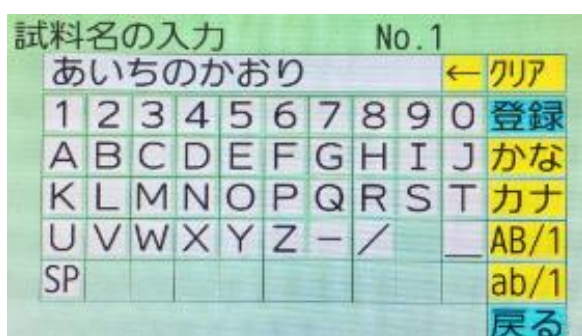 試料名の入力 No.1
あいちのかおり ← クリア
1 2 3 4 5 6 7 8 9 0 登録
A B C D E F G H I J かな
K L M N O P Q R S T カナ
U V W X Y Z - / _ AB/1
SP ab/1
戻る